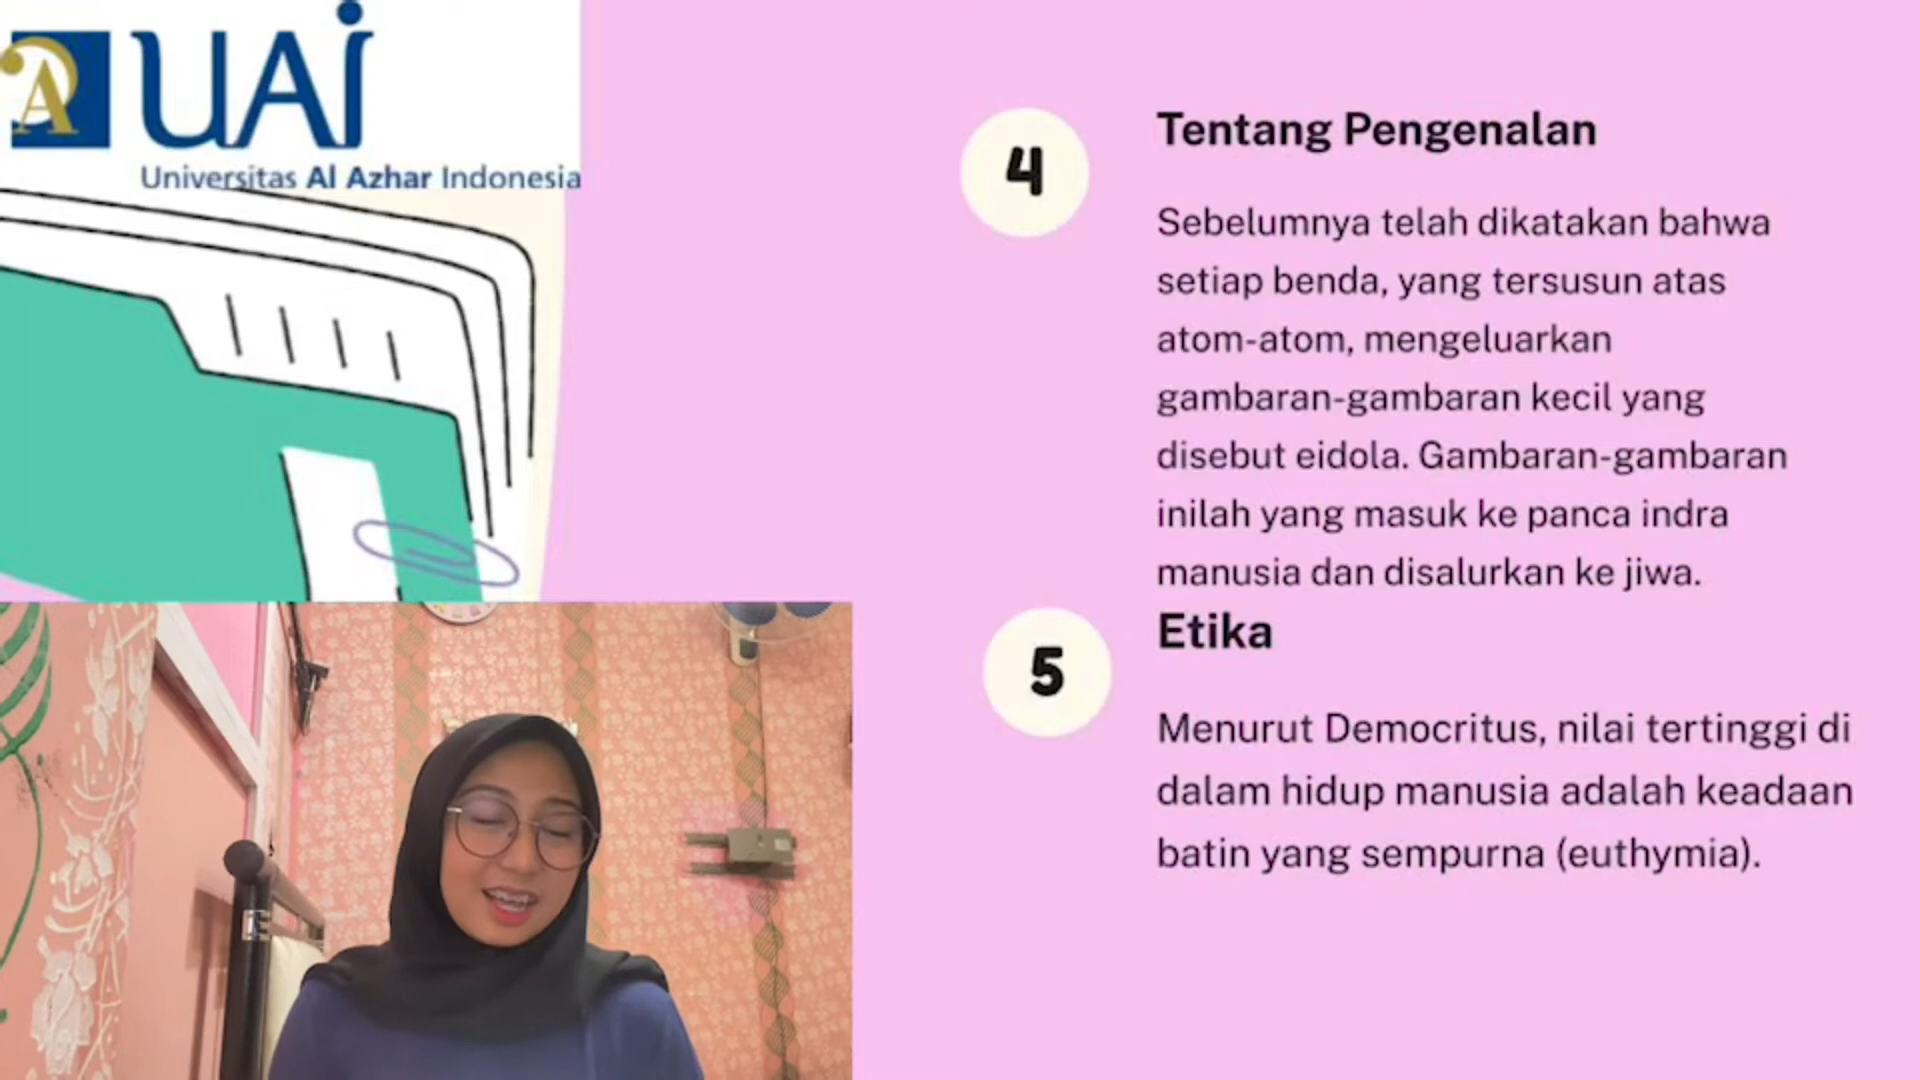 UAI
Universitas Al Azhar Indonesia
4
Tentang Pengenalan
Sebelumnya telah dikatakan bahwa
setiap benda, yang tersusun atas
atom-atom, mengeluarkan
gambaran-gambaran kecil yang
disebut eidola. Gambaran-gambaran
inilah yang masuk ke panca indra
manusia dan disalurkan ke jiwa.
5
Etika
Menurut Democritus, nilai tertinggi di
dalam hidup manusia adalah keadaan
batin yang sempurna (euthymia).